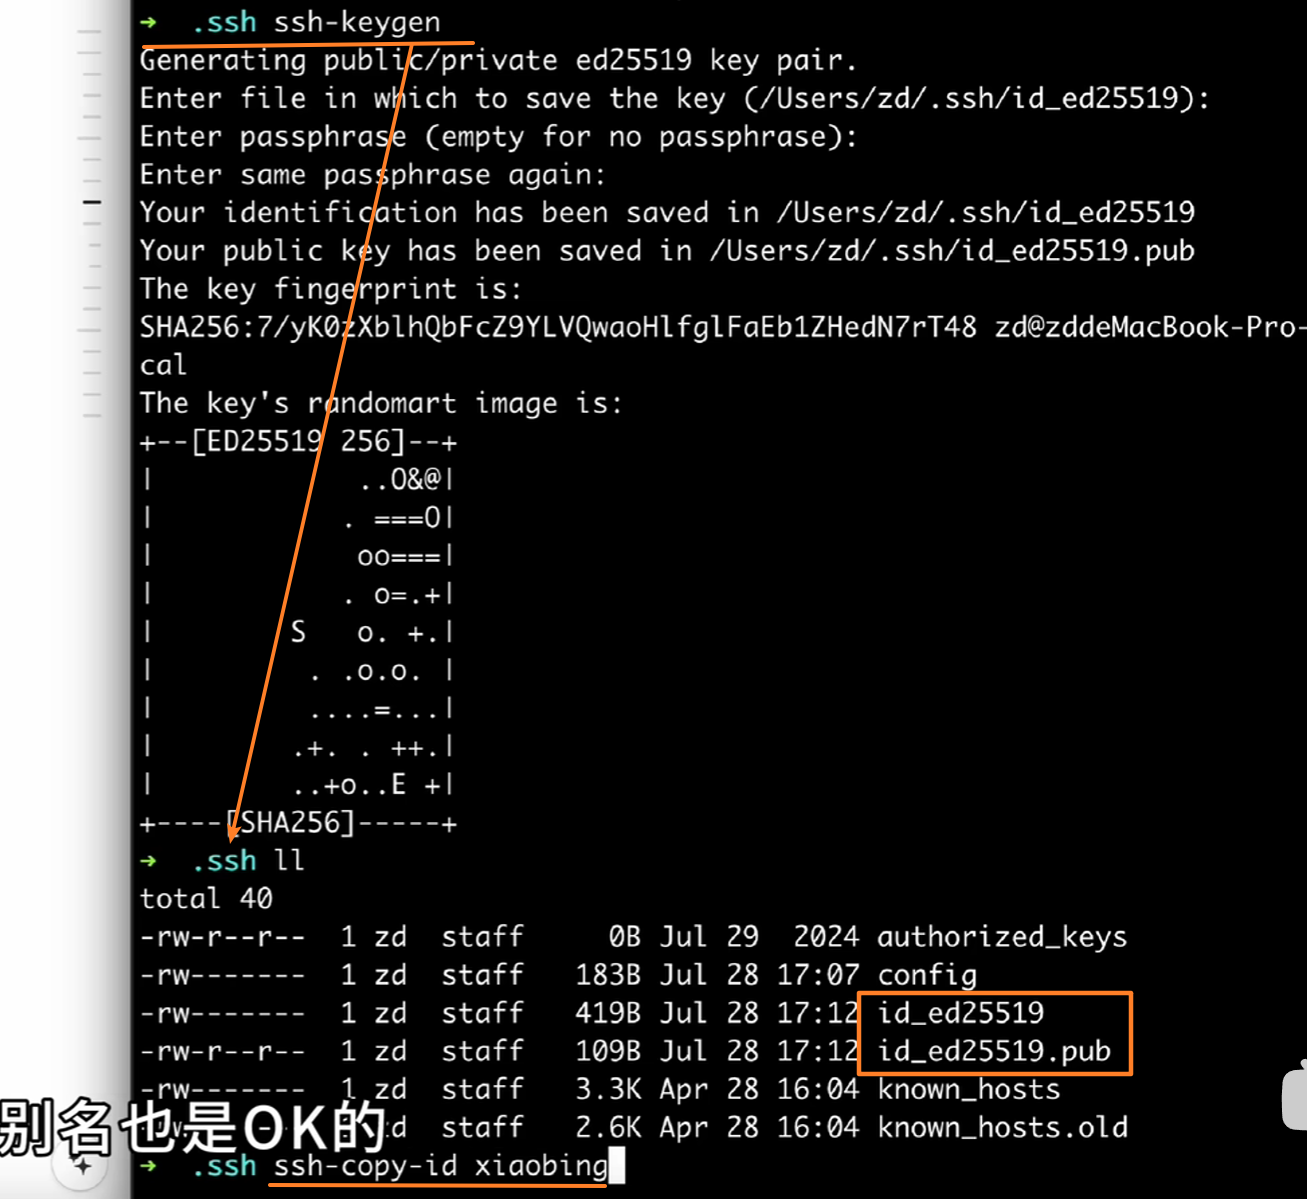 ➜  .ssh ssh-keygen
Generating public/private ed25519 key pair.
Enter file in which to save the key (/Users/zd/.ssh/id_ed25519):
Enter passphrase (empty for no passphrase):
Enter same passphrase again:
Your identification has been saved in /Users/zd/.ssh/id_ed25519
Your public key has been saved in /Users/zd/.ssh/id_ed25519.pub
The key fingerprint is:
SHA256:7/yK0zXblhQbFcZ9YLVQwaoHlfglFaEb1ZHedN7rT48 zd@zddeMacBook-Pro-
cal
The key's randomart image is:
+--[ED25519 256]--+
|            ..O&@|
|           . ===O|
|            oo===|
|           . o=.+|
|        S   o. +.|
|         . .o.o. |
|         ....=...|
|        .+. . ++.|
|        ..+o..E +|
+----[SHA256]-----+
➜  .ssh ll
total 40
-rw-r--r--  1 zd  staff     0B Jul 29  2024 authorized_keys
-rw-------  1 zd  staff   183B Jul 28 17:07 config
-rw-------  1 zd  staff   419B Jul 28 17:12 id_ed25519
-rw-r--r--  1 zd  staff   109B Jul 28 17:12 id_ed25519.pub
-rw-------  1 zd  staff   3.3K Apr 28 16:04 known_hosts
staff   2.6K Apr 28 16:04 known_hosts.old
别名也是OK的
➜  .ssh ssh-copy-id xiaobing